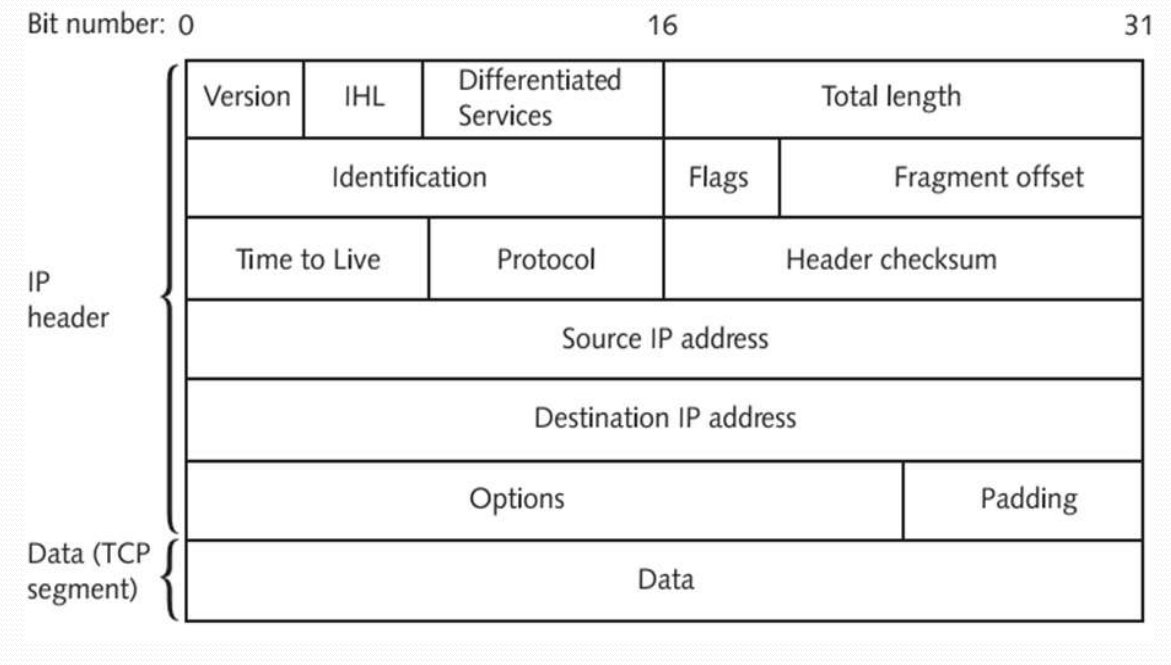 Bit number: 0 16 31
Version IHL Differentiated Services Total length
Identification Flags Fragment offset
Time to Live Protocol Header checksum
IP header
Source IP address
Destination IP address
Options Padding
Data (TCP segment)
Data